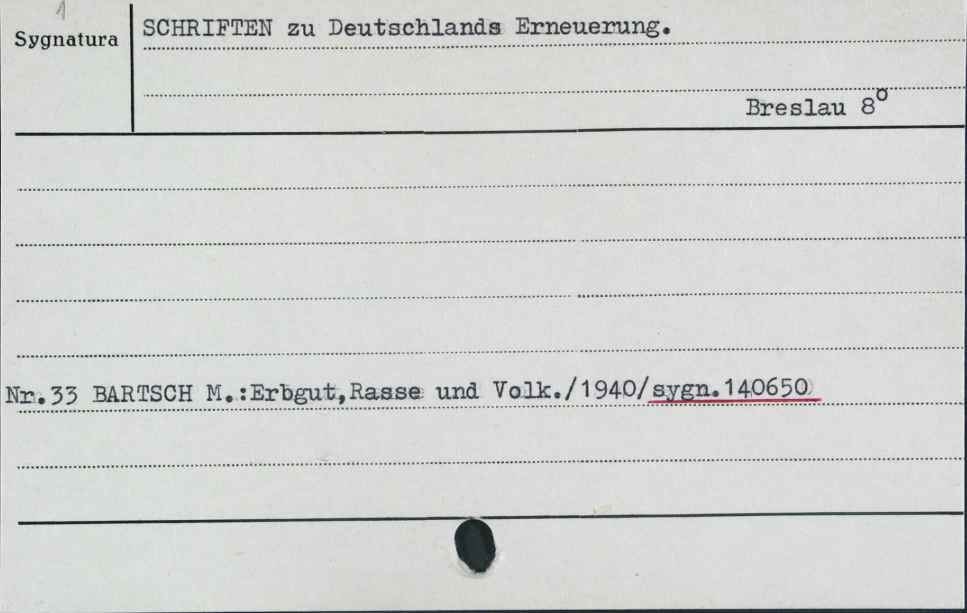 1
Sygnatura
SCHRIFTEN zu Deutschlands Erneuerung.
Breslau 8°
Nr.33 BARTSCH M.:Erbgut,Rasse und Volk./1940/sygn.140650